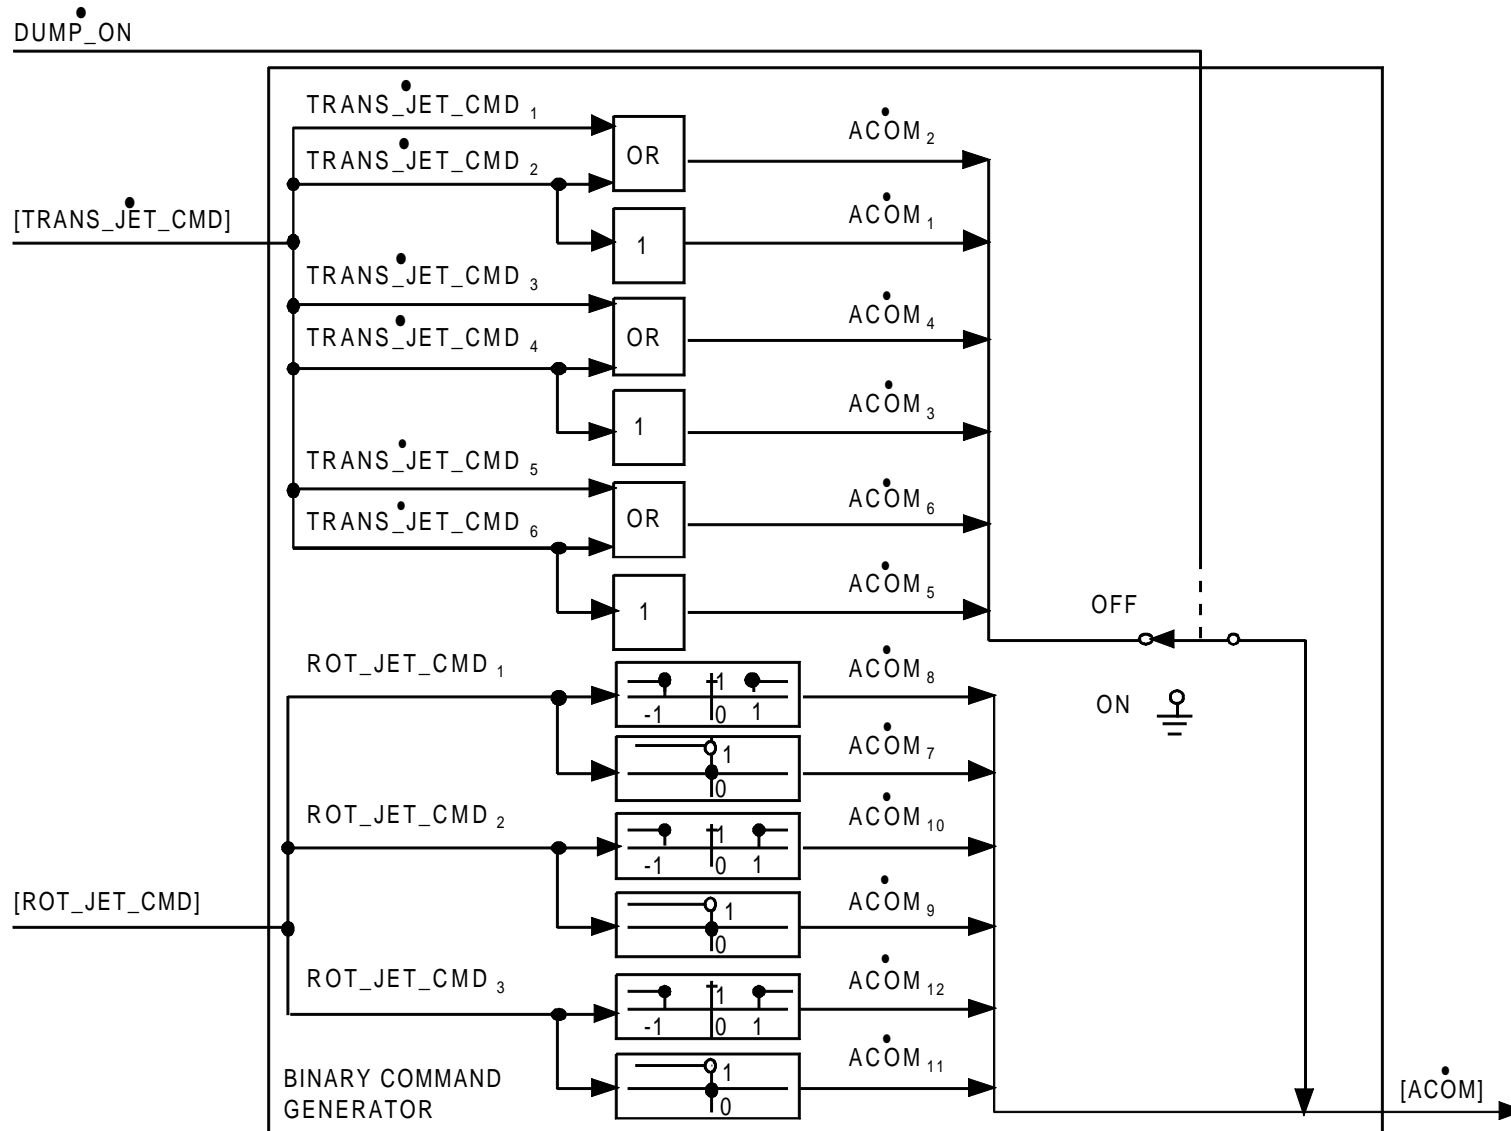 DUMP_ON
TRANS_JET_CMD 1
TRANS_JET_CMD 2
OR
ACOM 2
[TRANS_JET_CMD]
1
ACOM 1
TRANS_JET_CMD 3
TRANS_JET_CMD 4
OR
ACOM 4
1
ACOM 3
TRANS_JET_CMD 5
TRANS_JET_CMD 6
OR
ACOM 6
1
ACOM 5
OFF
ROT_JET_CMD 1
1
-1 0 1
ACOM 8
ON
1
0
ACOM 7
ROT_JET_CMD 2
1
-1 0 1
ACOM 10
[ROT_JET_CMD]
1
0
ACOM 9
ROT_JET_CMD 3
1
-1 0 1
ACOM 12
1
0
ACOM 11
BINARY COMMAND
GENERATOR
[ACOM]